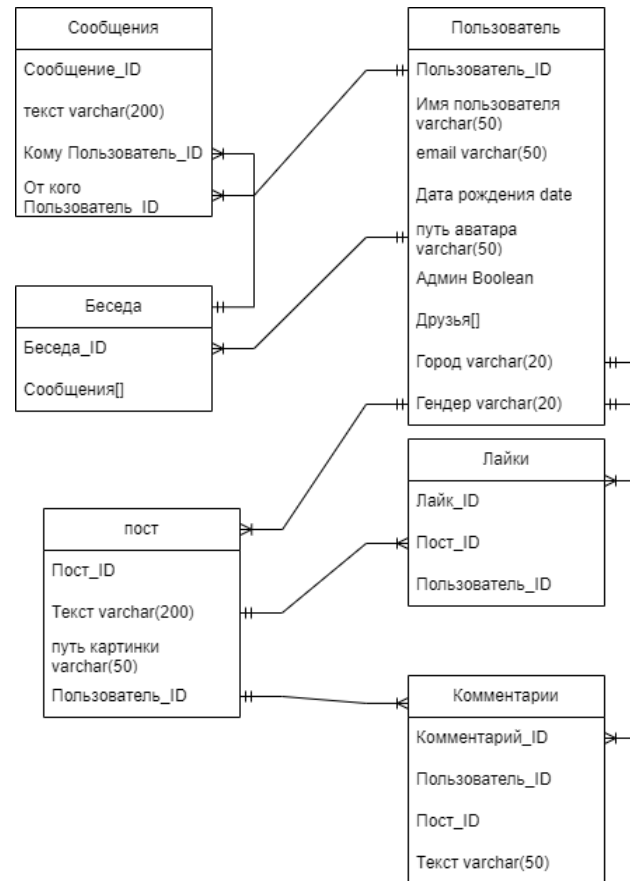 Сообщения
Сообщение_ID
текст varchar(200)
Кому Пользователь_ID
От кого
Пользователь_ID
Беседа
Беседа_ID
Сообщения[]
пост
Пост_ID
Текст varchar(200)
путь картинки
varchar(50)
Пользователь_ID
Пользователь
Пользователь_ID
Имя пользователя
varchar(50)
email varchar(50)
Дата рождения date
путь аватара
varchar(50)
Админ Boolean
Друзья[]
Город varchar(20)
Гендер varchar(20)
Лайки
Лайк_ID
Пост_ID
Пользователь_ID
Комментарии
Комментарий_ID
Пользователь_ID
Пост_ID
Текст varchar(50)